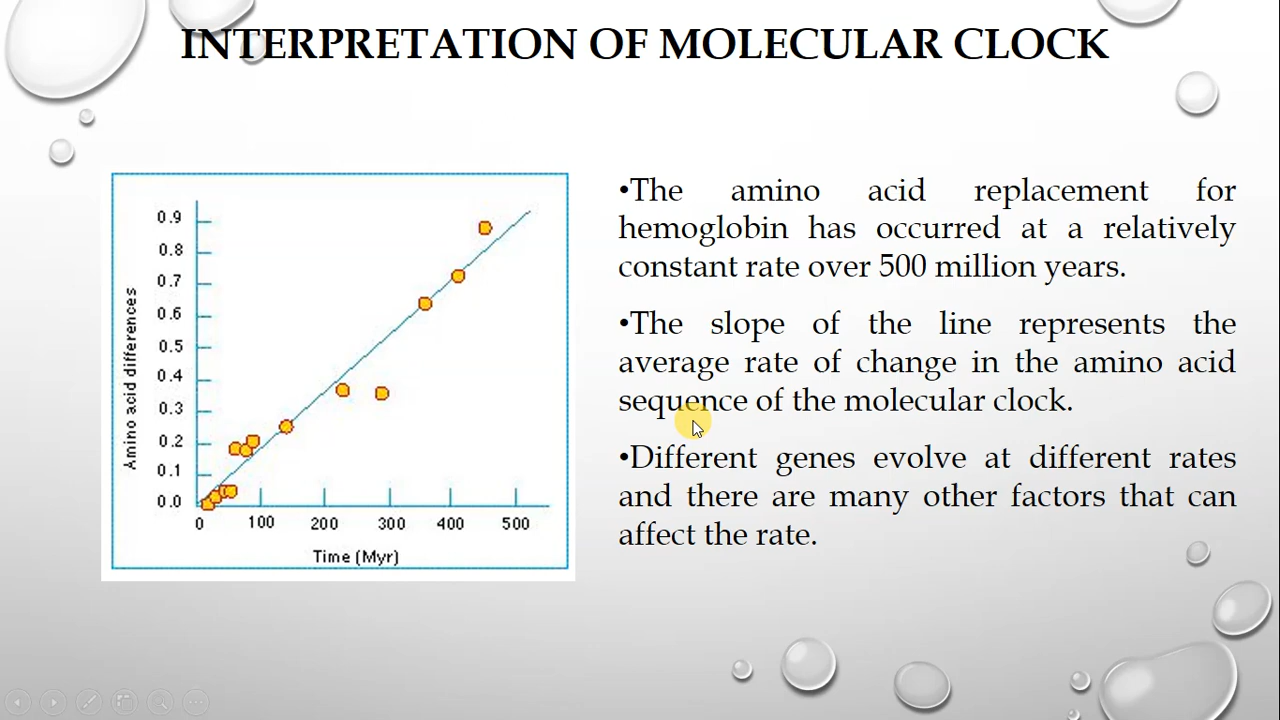 INTERPRETATION OF MOLECULAR CLOCK
Amino acid differences
0.9
0.8
0.7
0.6
0.5
0.4
0.3
0.2
0.1
0.0
0 100 200 300 400 500
Time (Myr)
•The amino acid replacement for
hemoglobin has occurred at a relatively
constant rate over 500 million years.
•The slope of the line represents the
average rate of change in the amino acid
sequence of the molecular clock.
•Different genes evolve at different rates
and there are many other factors that can
affect the rate.